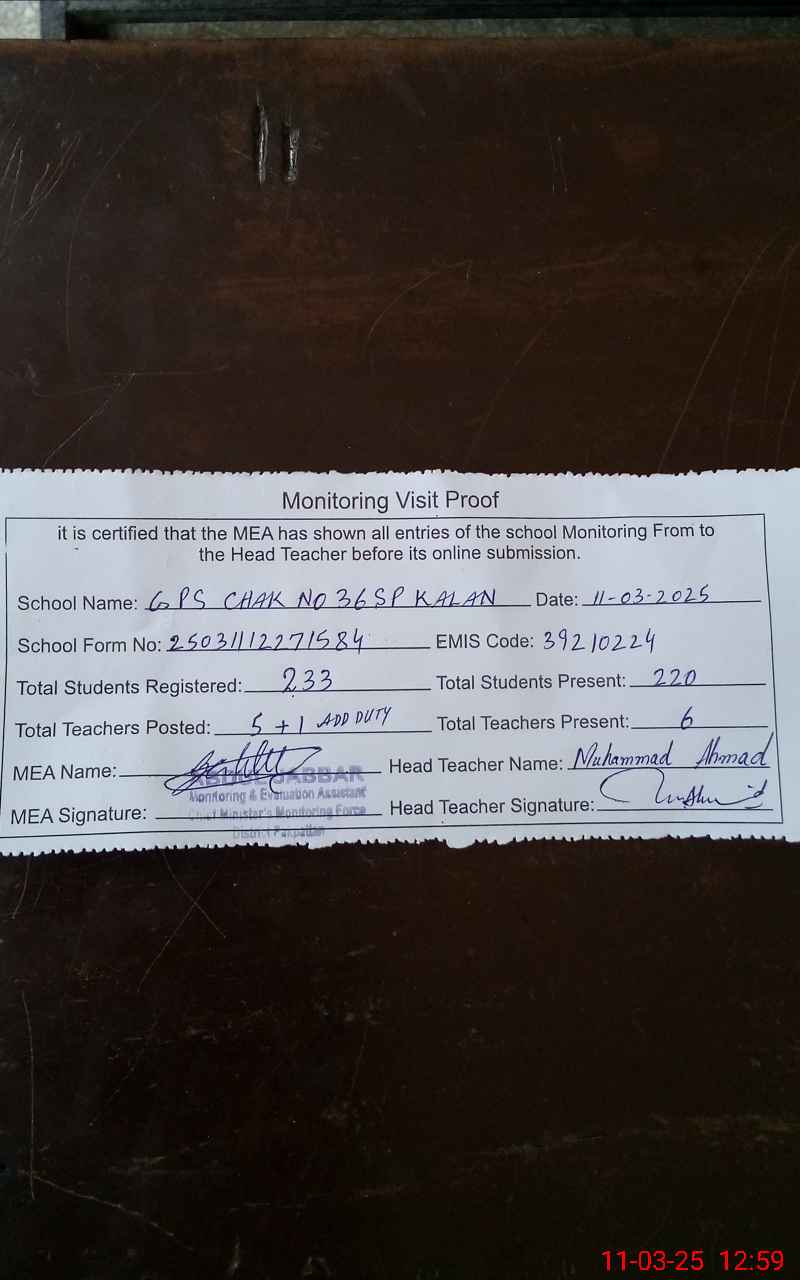 Monitoring Visit Proof
it is certified that the MEA has shown all entries of the school Monitoring From to
the Head Teacher before its online submission.
School Name: GPS CHAK NO 36 SP KALAN Date: 11-03-2025
School Form No: 25031112271584 EMIS Code: 39210224
Total Students Registered: 233 Total Students Present: 220
Total Teachers Posted: 5 + 1 ADD DUTY Total Teachers Present: 6
MEA Name: ABDUL JABBAR Head Teacher Name: Muhammad Ahmad
Monitoring & Evaluation Assistant
MEA Signature: Head Teacher Signature:
Chief Minister's Monitoring Force
District Pakpattan
11-03-25 12:59